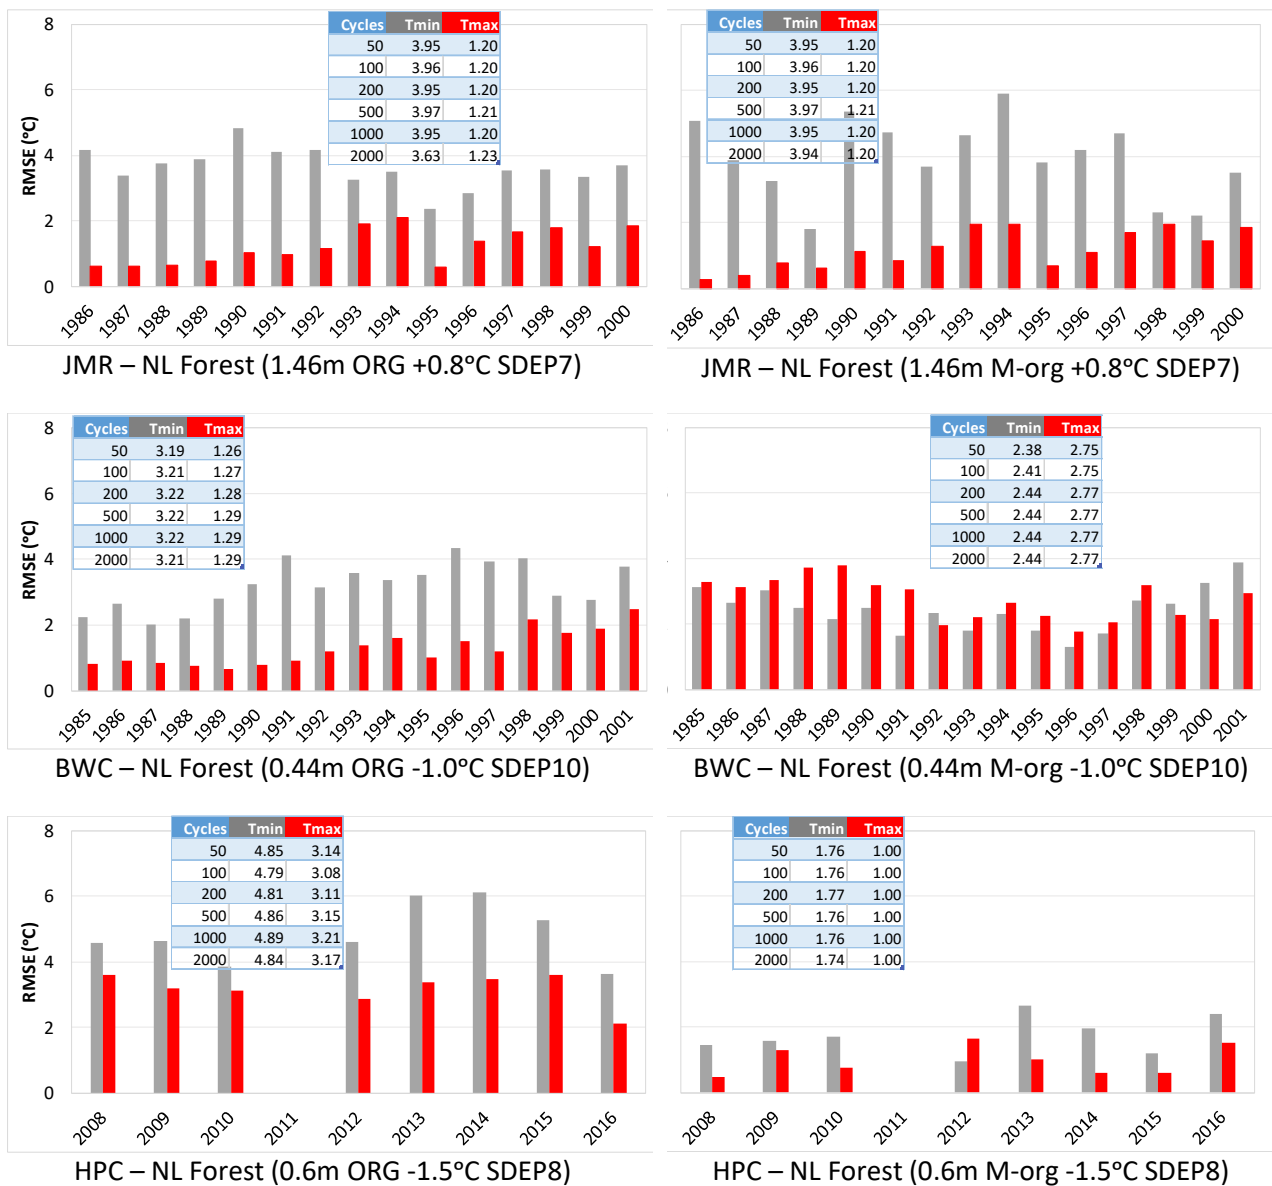 8
6
4
2
0
RMSE (°C)
Cycles Tmin Tmax
50 3.95 1.20
100 3.96 1.20
200 3.95 1.20
500 3.97 1.21
1000 3.95 1.20
2000 3.63 1.23
1986 1987 1988 1989 1990 1991 1992 1993 1994 1995 1996 1997 1998 1999 2000
JMR – NL Forest (1.46m ORG +0.8°C SDEP7)
Cycles Tmin Tmax
50 3.95 1.20
100 3.96 1.20
200 3.95 1.20
500 3.97 1.21
1000 3.95 1.20
2000 3.94 1.20
1986 1987 1988 1989 1990 1991 1992 1993 1994 1995 1996 1997 1998 1999 2000
JMR – NL Forest (1.46m M-org +0.8°C SDEP7)
8
6
4
2
0
RMSE (°C)
Cycles Tmin Tmax
50 3.19 1.26
100 3.21 1.27
200 3.22 1.28
500 3.22 1.29
1000 3.22 1.29
2000 3.21 1.29
1985 1986 1987 1988 1989 1990 1991 1992 1993 1994 1995 1996 1997 1998 1999 2000 2001
BWC – NL Forest (0.44m ORG -1.0°C SDEP10)
Cycles Tmin Tmax
50 2.38 2.75
100 2.41 2.75
200 2.44 2.77
500 2.44 2.77
1000 2.44 2.77
2000 2.44 2.77
1985 1986 1987 1988 1989 1990 1991 1992 1993 1994 1995 1996 1997 1998 1999 2000 2001
BWC – NL Forest (0.44m M-org -1.0°C SDEP10)
8
6
4
2
0
RMSE (°C)
Cycles Tmin Tmax
50 4.85 3.14
100 4.79 3.08
200 4.81 3.11
500 4.86 3.15
1000 4.89 3.21
2000 4.84 3.17
2008 2009 2010 2011 2012 2013 2014 2015 2016
HPC – NL Forest (0.6m ORG -1.5°C SDEP8)
Cycles Tmin Tmax
50 1.76 1.00
100 1.76 1.00
200 1.77 1.00
500 1.76 1.00
1000 1.76 1.00
2000 1.74 1.00
2008 2009 2010 2011 2012 2013 2014 2015 2016
HPC – NL Forest (0.6m M-org -1.5°C SDEP8)